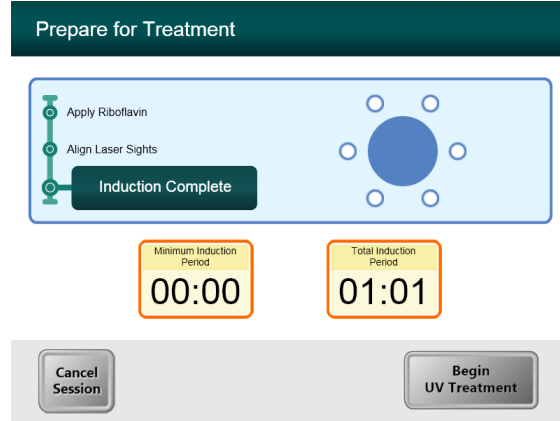 Prepare for Treatment
Apply Riboflavin
Align Laser Sights
Induction Complete
Minimum Induction
Period
00:00
Total Induction
Period
01:01
Cancel
Session
Begin
UV Treatment